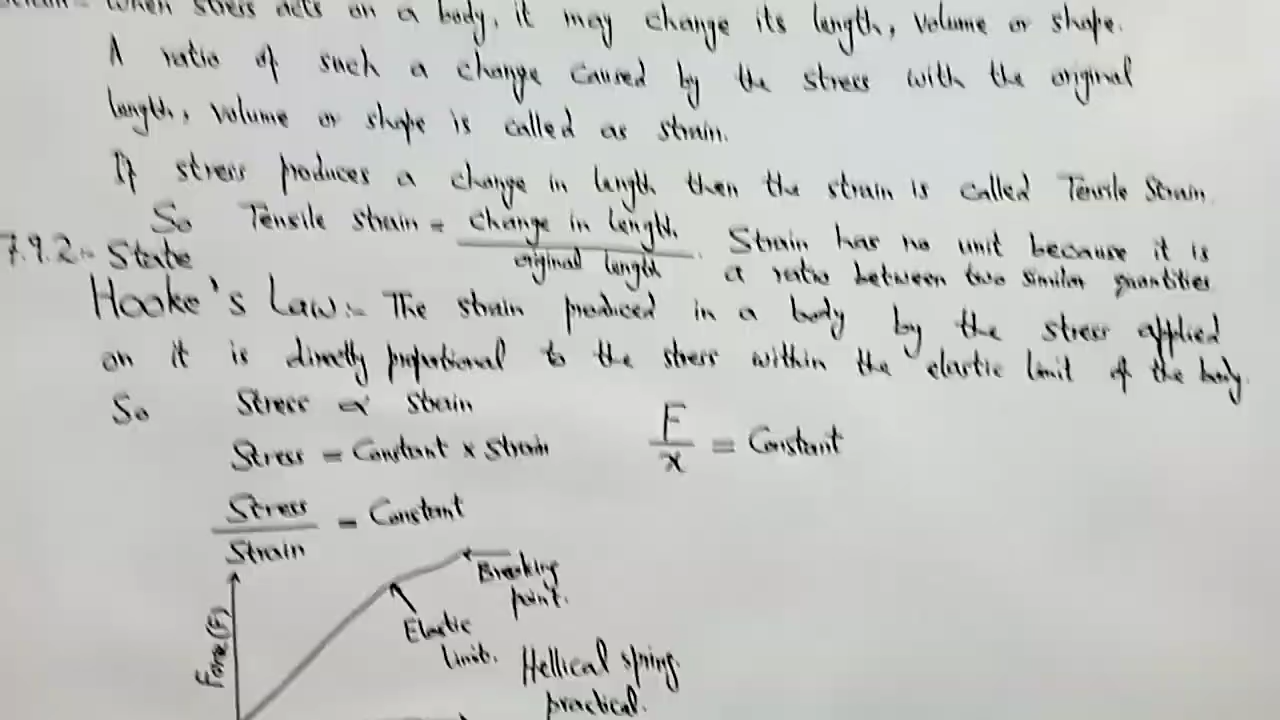 When stress acts on a body, it may change its length, volume or shape.
A ratio of such a change caused by the stress with the original
length, volume or shape is called as strain.
If stress produces a change in length then the strain is called Tensile Strain.
So Tensile strain = change in length / original length. Strain has no unit because it is
a ratio between two similar quantities
7.9.2:- State
Hooke's Law:- The strain produced in a body by the stress applied
on it is directly proportional to the stress within the elastic limit of the body.
So Stress ∝ strain
Stress = Constant x Strain
F / x = Constant
Stress / Strain = Constant
Breaking
point.
Elastic
limit.
Force(F)
Hellical spring
practical.